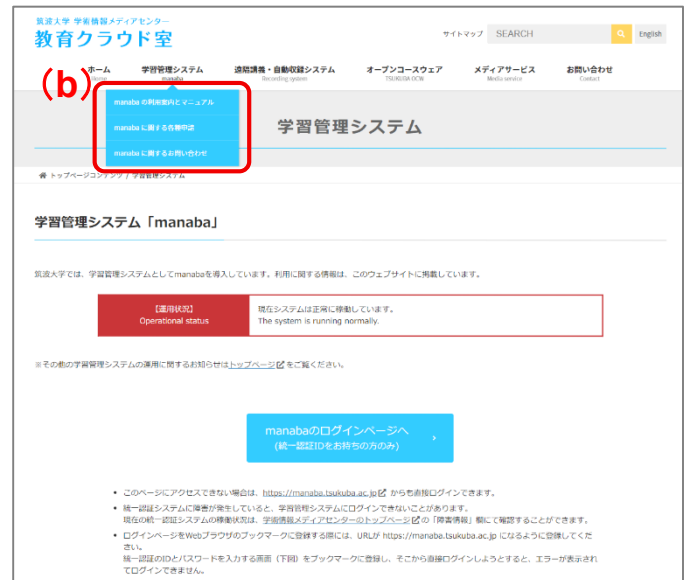 筑波大学 学術情報メディアセンター
教育クラウド室
サイトマップ SEARCH English
ホーム 学習管理システム 遠隔講義・自動収録システム オープンコースウェア メディアサービス お問い合わせ
Home manaba Recording system TSUKUBA OCW Media service Contact
(b)
manaba の利用案内とマニュアル
manaba に関する各種申請
manaba に関するお問い合わせ
学習管理システム
トップページコンテンツ / 学習管理システム
学習管理システム「manaba」
筑波大学では、学習管理システムとしてmanabaを導入しています。利用に関する情報は、このウェブサイトに掲載しています。
【運用状況】 現在システムは正常に稼働しています。
Operational status The system is running normally.
※その他の学習管理システムの運用に関するお知らせはトップページをご覧ください。
manabaのログインページへ
(統一認証IDをお持ちの方のみ)
• このページにアクセスできない場合は、https://manaba.tsukuba.ac.jp からも直接ログインできます。
• 統一認証システムに障害が発生していると、学習管理システムにログインできないことがあります。
現在の統一認証システムの稼働状況は、学術情報メディアセンターのトップページの「障害情報」欄にて確認することができます。
• ログインページをWebブラウザのブックマークに登録する際には、URLが https://manaba.tsukuba.ac.jp になるように登録してくだ
さい。
統一認証のIDとパスワードを入力する画面（下図）をブックマークに登録し、そこから直接ログインしようとすると、エラーが表示され
てログインできません。